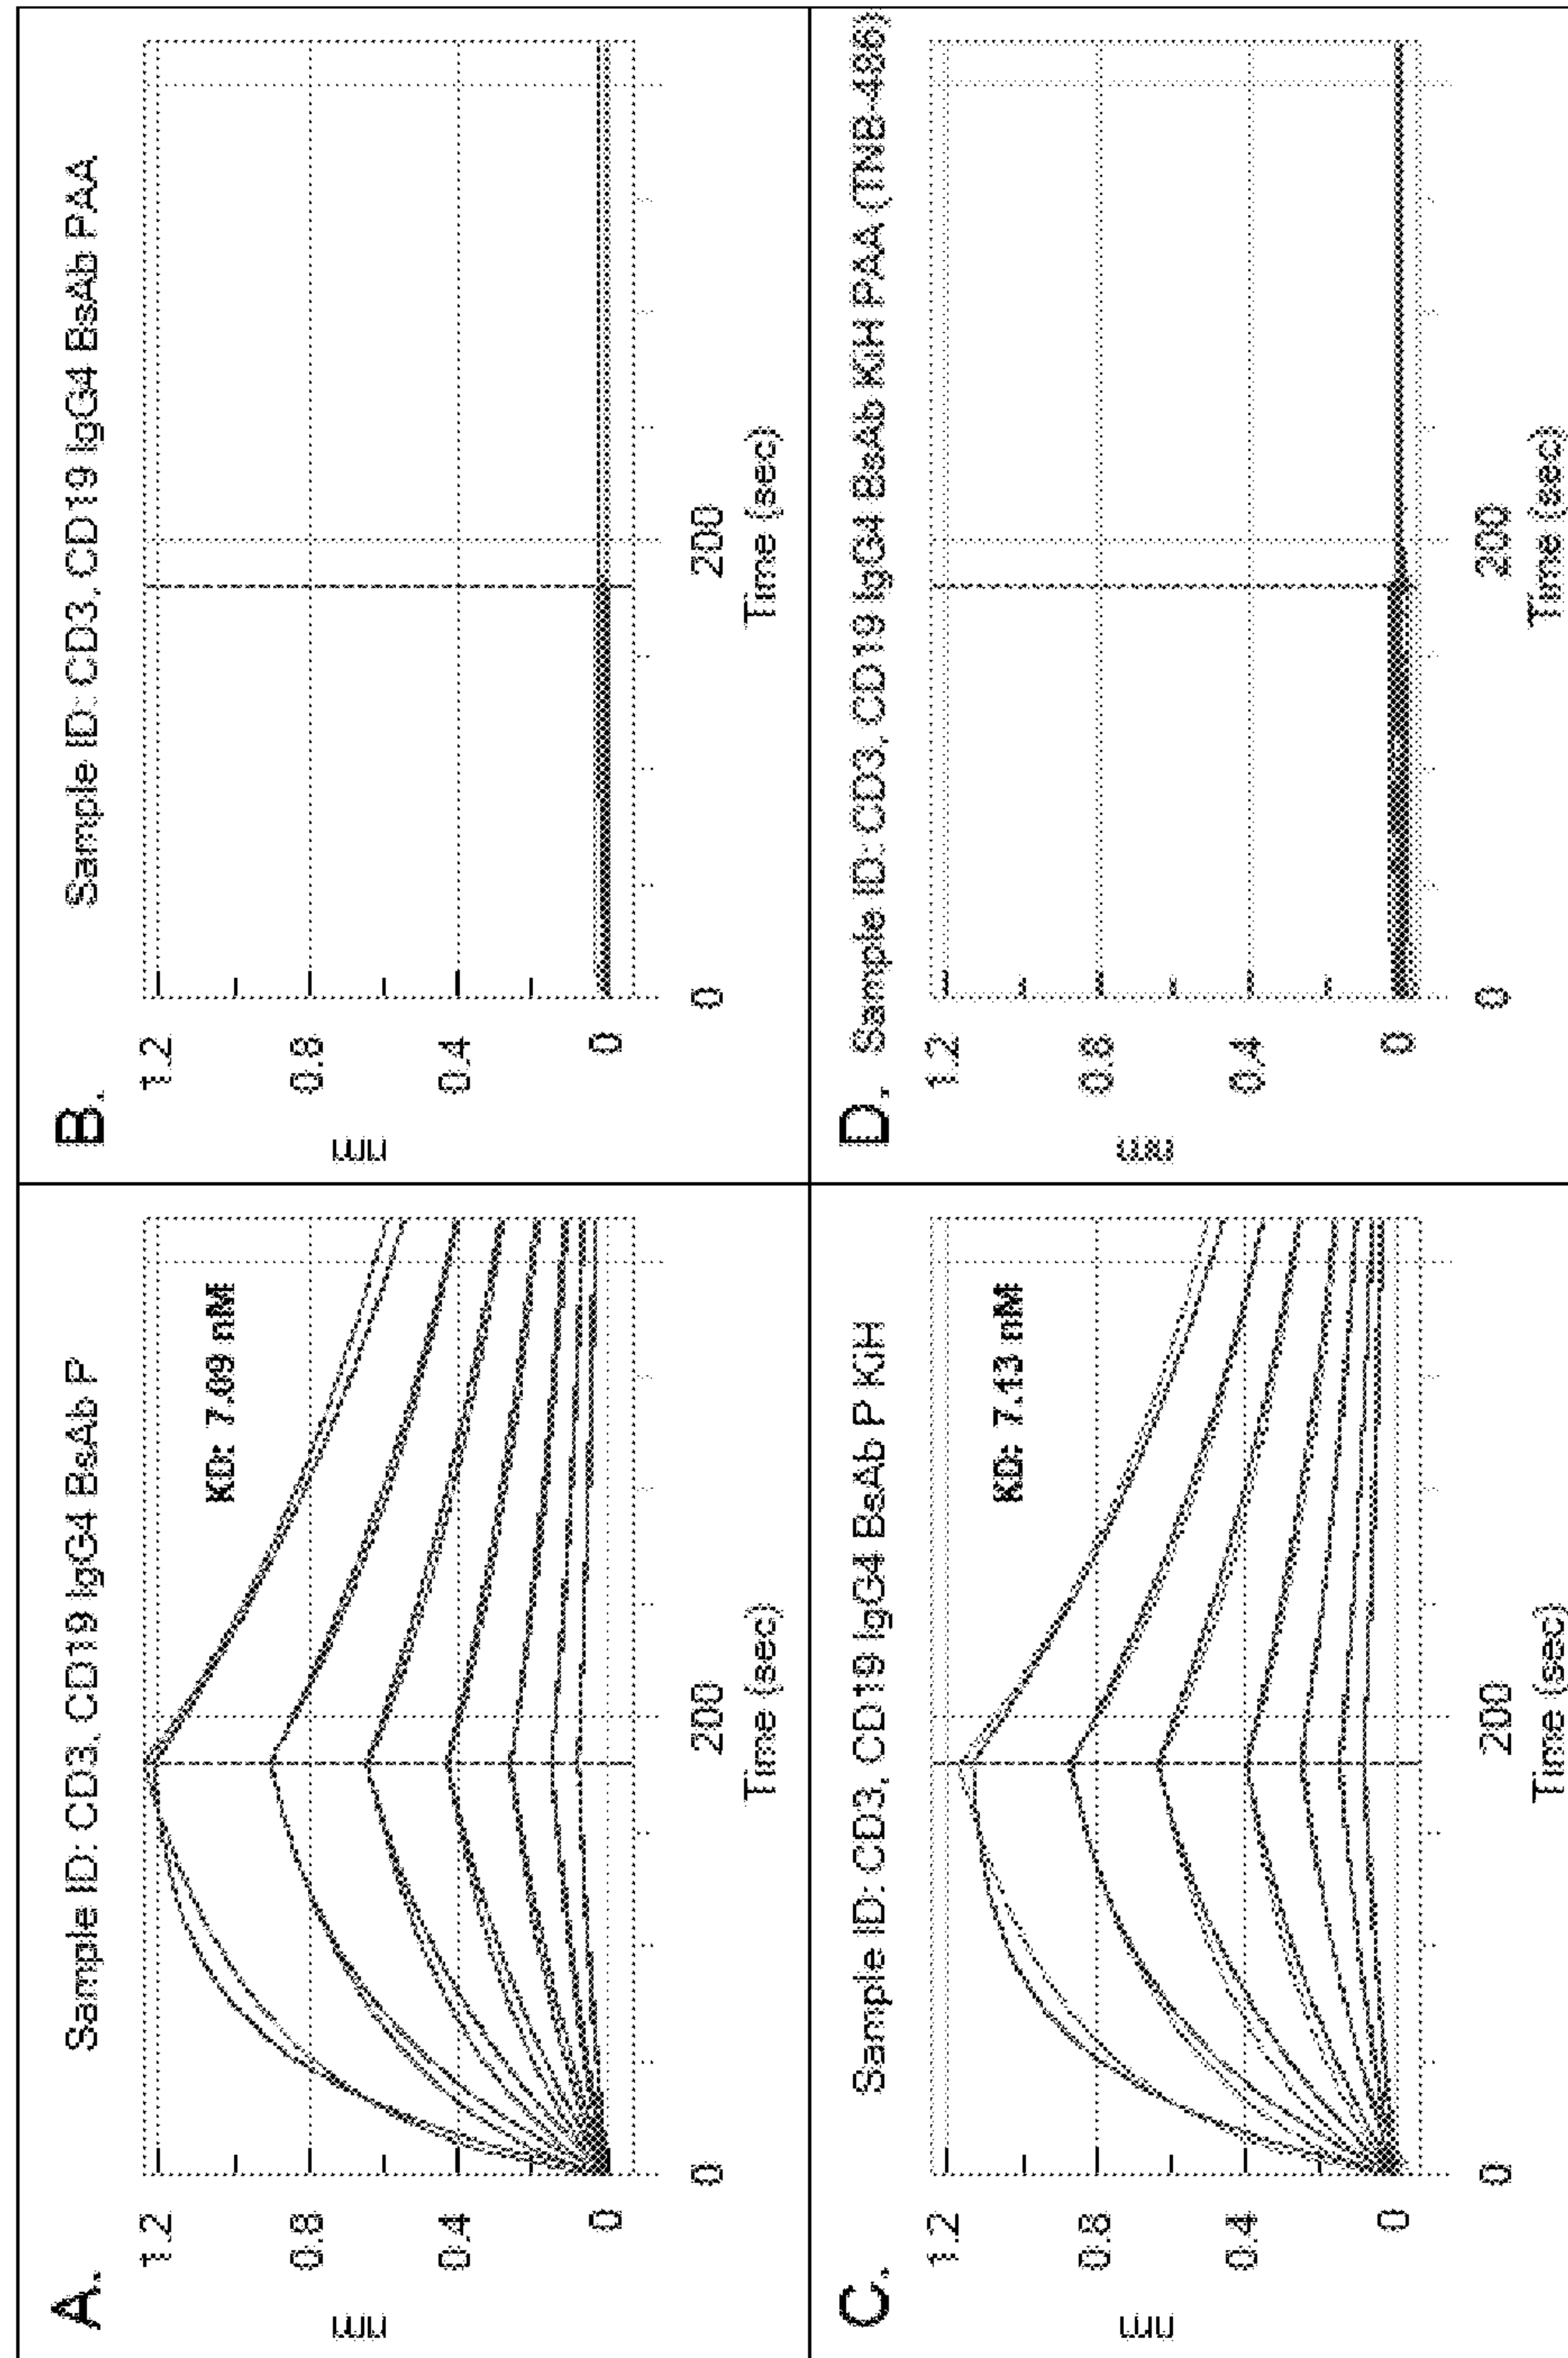 A.
Sample ID: CD3, CD19 IgG4 BsAb P
1.2
0.8
0.4
0
nm
KD: 7.09 nM
0
200
Time (sec)
B.
Sample ID: CD3, CD19 IgG4 BsAb PAA
1.2
0.8
0.4
0
nm
0
200
Time (sec)
C.
Sample ID: CD3, CD19 IgG4 BsAb P KiH
1.2
0.8
0.4
0
nm
KD: 7.13 nM
0
200
Time (sec)
D.
Sample ID: CD3, CD19 IgG4 BsAb KiH PAA (TNB-486)
1.2
0.8
0.4
0
nm
0
200
Time (sec)